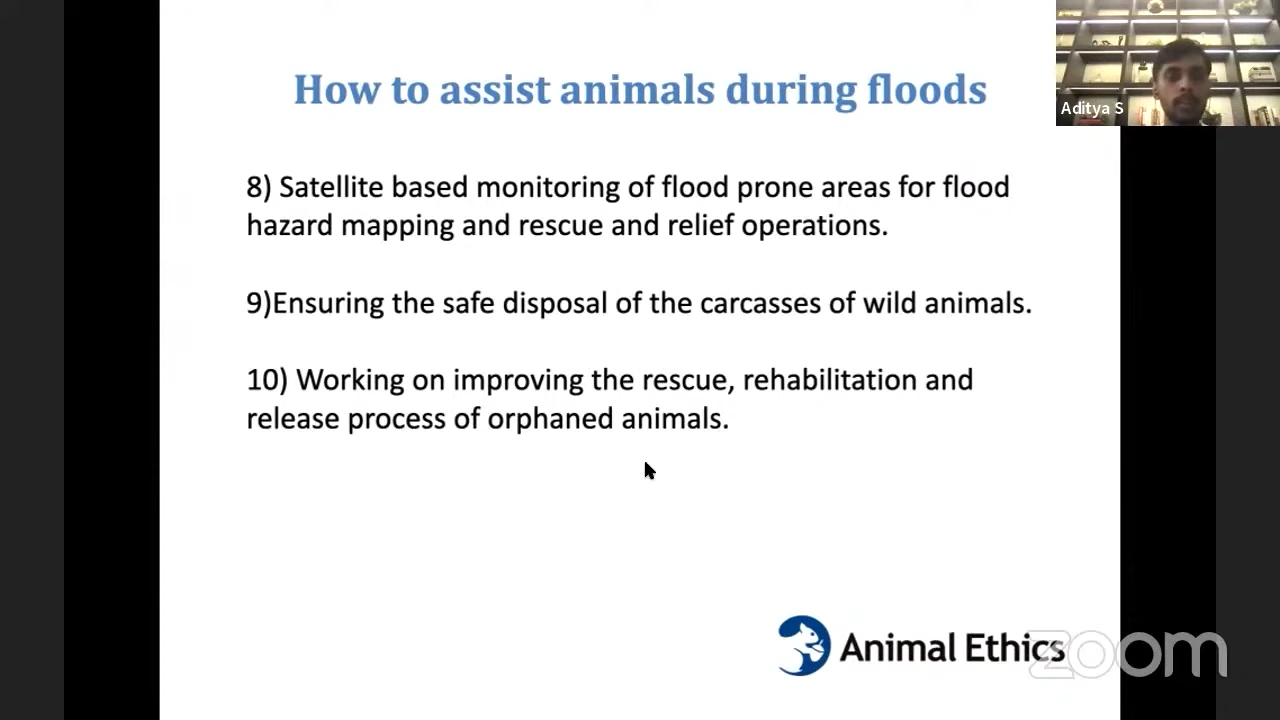 How to assist animals during floods
Aditya S
8) Satellite based monitoring of flood prone areas for flood
hazard mapping and rescue and relief operations.
9)Ensuring the safe disposal of the carcasses of wild animals.
10) Working on improving the rescue, rehabilitation and
release process of orphaned animals.
Animal Ethics
zoom